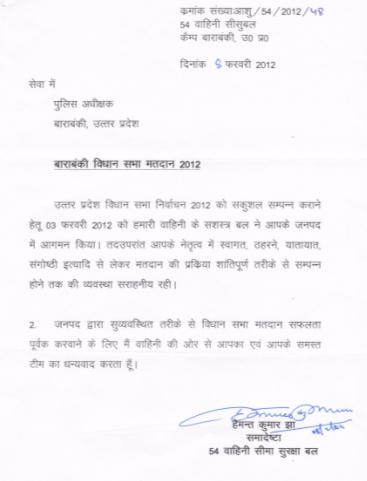 क्रमांक संख्याःआशु/54/2012/48
54 वाहिनी सीसुबल
कैम्प बाराबंकी, उ0 प्र0
दिनांक 8 फरवरी 2012
सेवा में
पुलिस अधीक्षक
बाराबंकी, उत्तर प्रदेश
बाराबंकी विधान सभा मतदान 2012
उत्तर प्रदेश विधान सभा निर्वाचन 2012 को सकुशल सम्पन्न कराने
हेतू 03 फरवरी 2012 को हमारी वाहिनी के सशस्त्र बल ने आपके जनपद
में आगमन किया। तदउपरांत आपके नेतृत्व में स्वागत, ठहरने, यातायात,
संगोष्ठी इत्यादि से लेकर मतदान की प्रकिया शांतिपूर्ण तरीके से सम्पन्न
होने तक की व्यवस्था सराहनीय रही।
2. जनपद द्वारा सुव्यवस्थित तरीके से विधान सभा मतदान सफलता
पूर्वक करवाने के लिए मैं वाहिनी की ओर से आपका एवं आपके समस्त
टीम का धन्यवाद करता हूँ।
हेमन्त कुमार झा
समादेष्टा
54 वाहिनी सीमा सुरक्षा बल